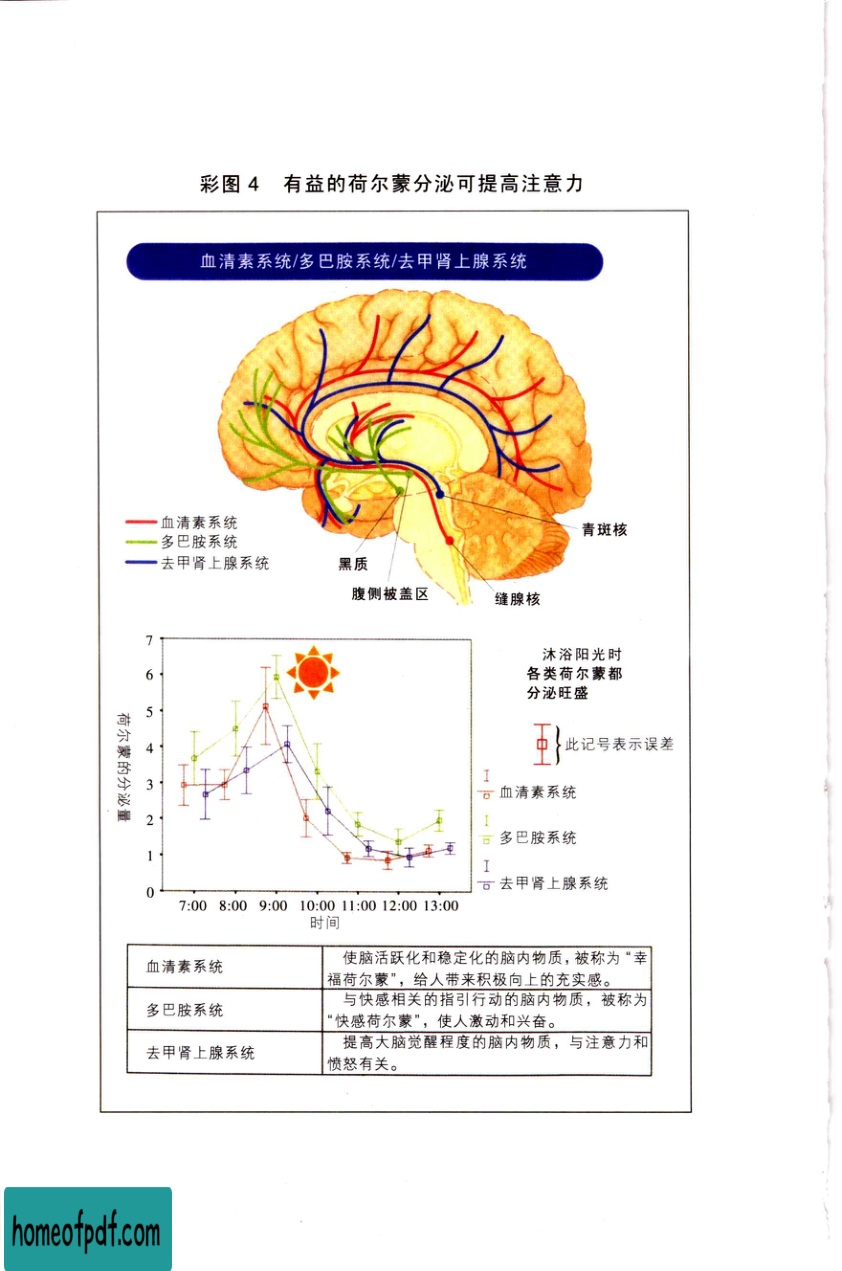 彩图 4　有益的荷尔蒙分泌可提高注意力
血清素系统/多巴胺系统/去甲肾上腺系统
血清素系统
多巴胺系统
去甲肾上腺系统
黑质
腹侧被盖区
青斑核
缝腺核
荷尔蒙的分泌量
7
6
5
4
3
2
1
0
7:00 8:00 9:00 10:00 11:00 12:00 13:00
时间
沐浴阳光时
各类荷尔蒙都
分泌旺盛
此记号表示误差
血清素系统
多巴胺系统
去甲肾上腺系统
血清素系统
使脑活跃化和稳定化的脑内物质，被称为“幸
福荷尔蒙”，给人带来积极向上的充实感。
多巴胺系统
与快感相关的指引行动的脑内物质，被称为
“快感荷尔蒙”，使人激动和兴奋。
去甲肾上腺系统
提高大脑觉醒程度的脑内物质，与注意力和
愤怒有关。
homeofpdf.com